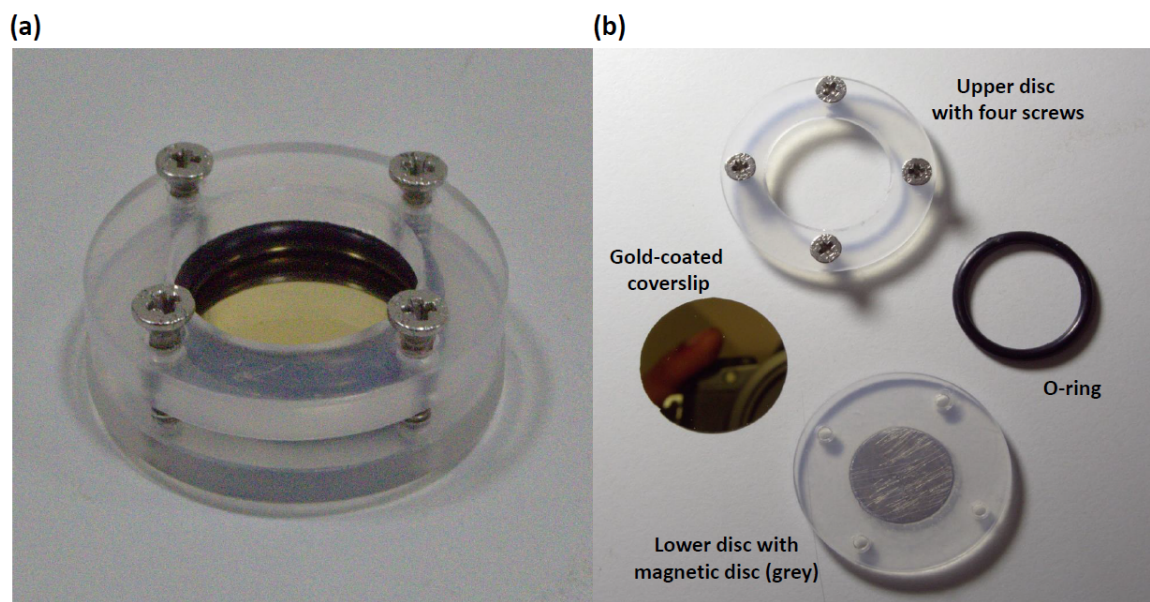 (a)
(b)
Upper disc
with four screws
Gold-coated
coverslip
O-ring
Lower disc with
magnetic disc (grey)